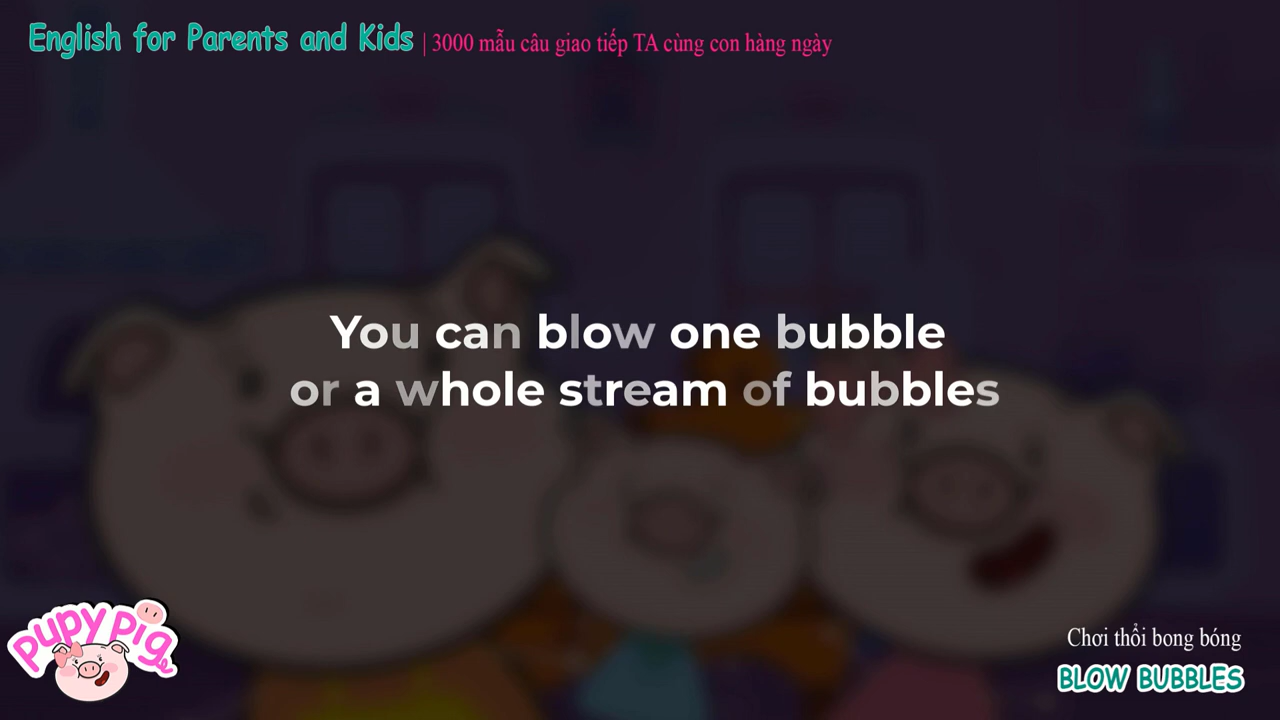 English for Parents and Kids | 3000 mẫu câu giao tiếp TA cùng con hàng ngày
You can blow one bubble
or a whole stream of bubbles
pupy pig
Chơi thổi bong bóng
BLOW BUBBLES